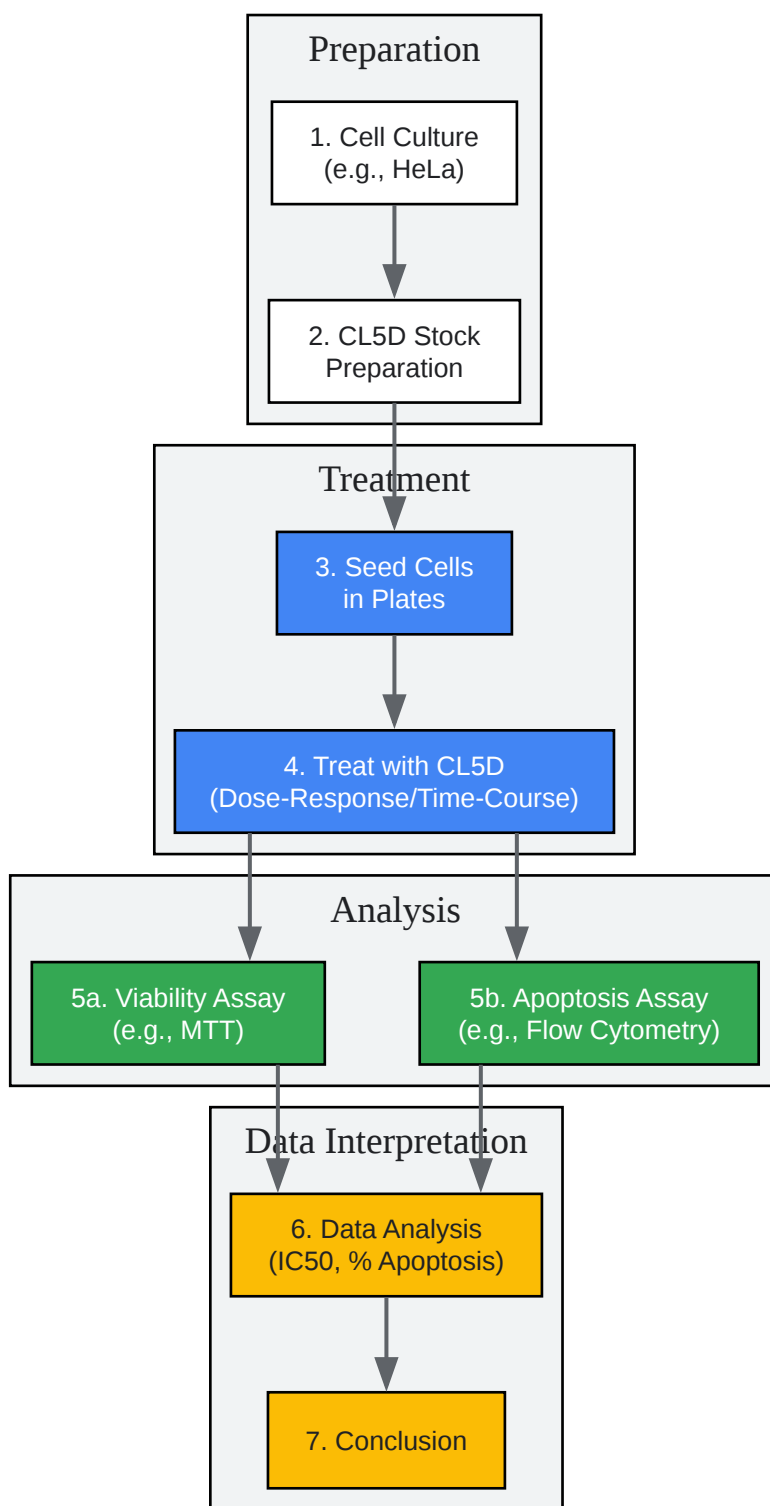 Preparation
1. Cell Culture
(e.g., HeLa)
2. CL5D Stock
Preparation
Treatment
3. Seed Cells
in Plates
4. Treat with CL5D
(Dose-Response/Time-Course)
Analysis
5a. Viability Assay
(e.g., MTT)
5b. Apoptosis Assay
(e.g., Flow Cytometry)
Data Interpretation
6. Data Analysis
(IC50, % Apoptosis)
7. Conclusion